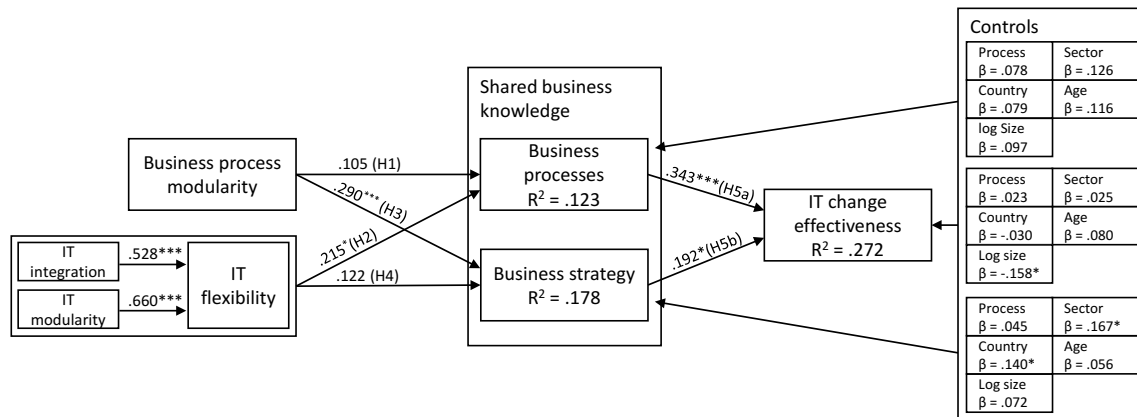 Business process
modularity
IT
integration
.528***
IT
modularity
.660***
IT
flexibility
.105 (H1)
.290*** (H3)
.215* (H2)
.122 (H4)
Shared business
knowledge
Business
processes
R² = .123
Business strategy
R² = .178
.343*** (H5a)
.192* (H5b)
IT change
effectiveness
R² = .272
Controls
Process
β = .078
Sector
β = .126
Country
β = .079
Age
β = .116
log Size
β = .097
Process
β = .023
Sector
β = .025
Country
β = -.030
Age
β = .080
Log size
β = -.158*
Process
β = .045
Sector
β = .167*
Country
β = .140*
Age
β = .056
Log size
β = .072